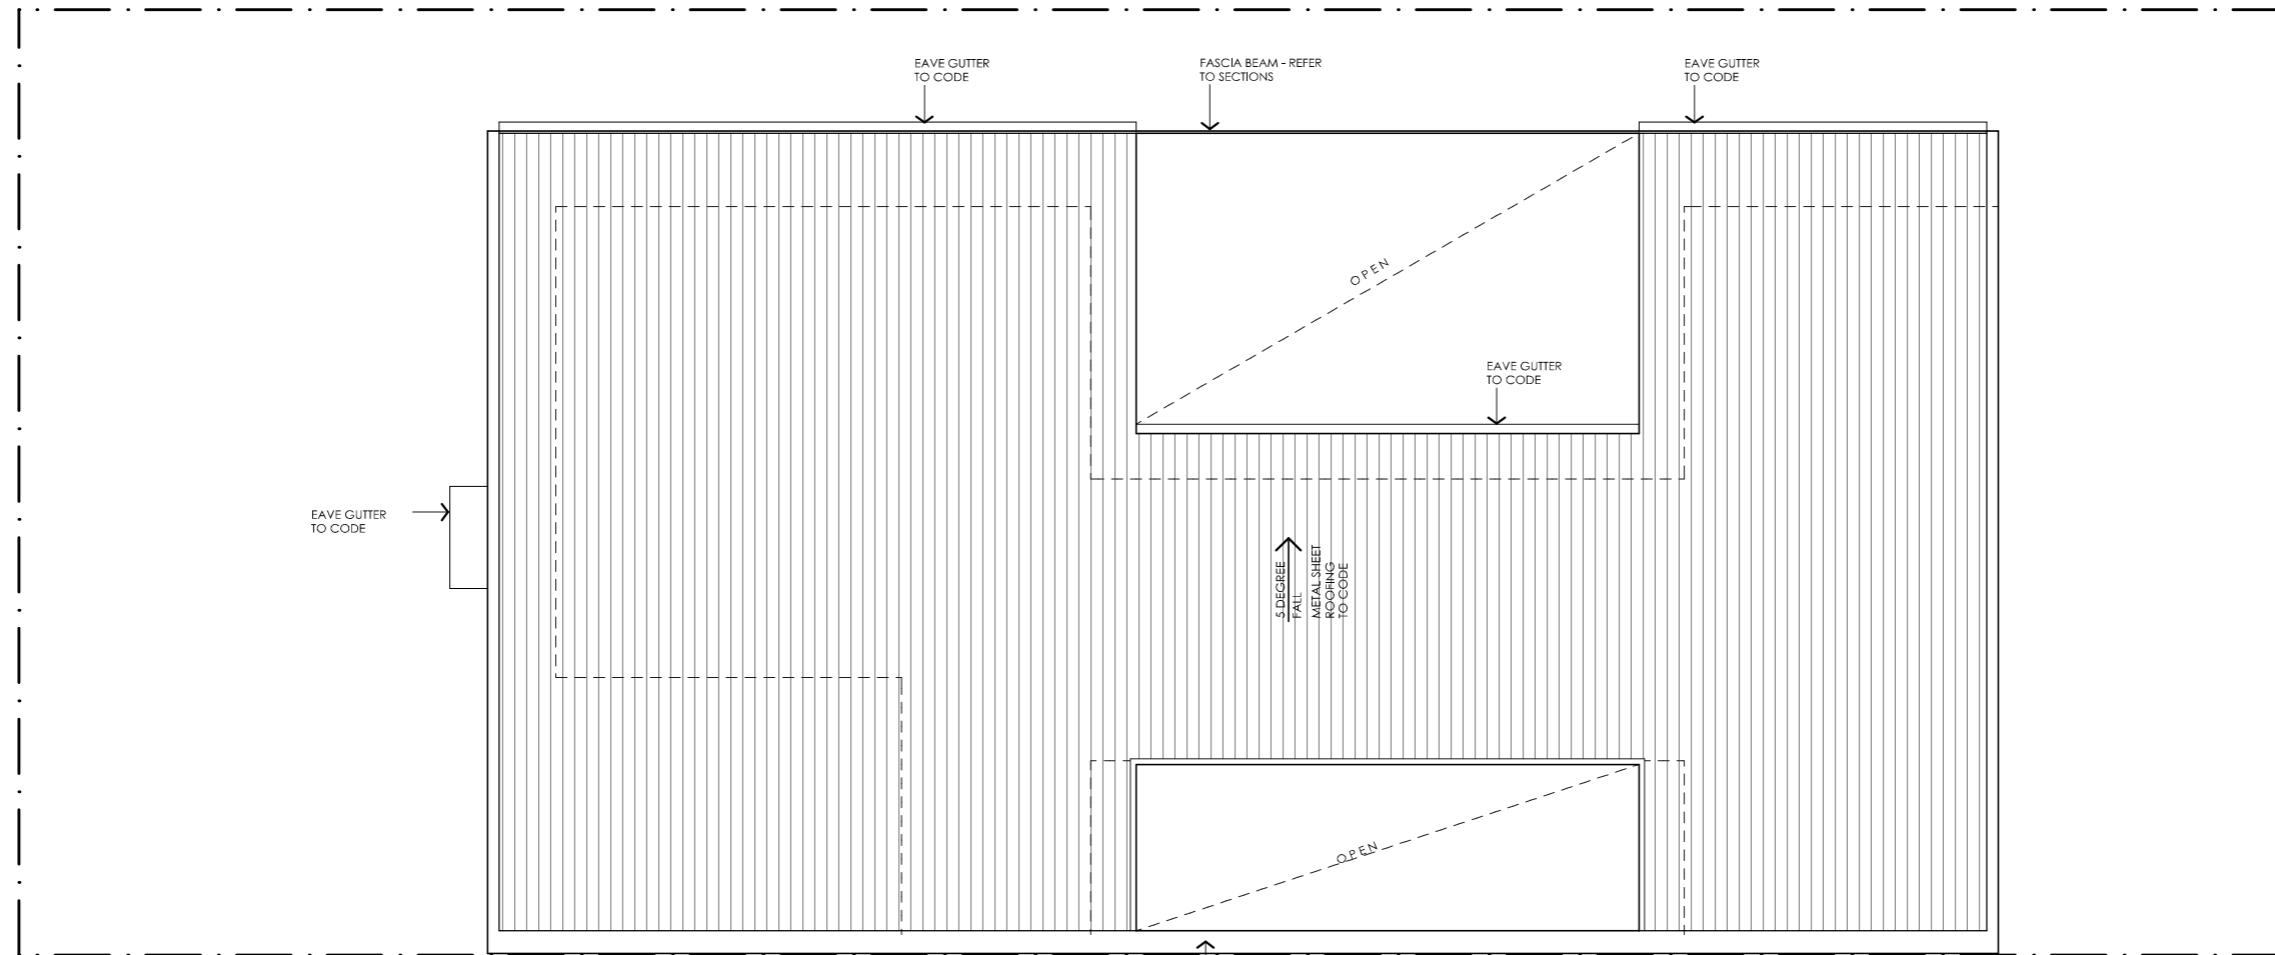 EAVE GUTTER
TO CODE
FASCIA BEAM - REFER
TO SECTIONS
EAVE GUTTER
TO CODE
OPEN
EAVE GUTTER
TO CODE
EAVE GUTTER
TO CODE
5 DEGREE
FALL
METAL SHEET
ROOFING
TO CODE
OPEN